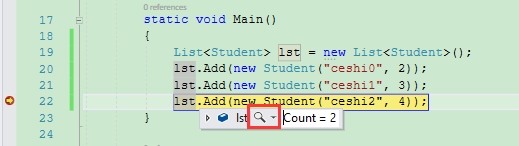 0 references
17 static void Main()
18 {
19 List<Student> lst = new List<Student>();
20 lst.Add(new Student("ceshi0", 2));
21 lst.Add(new Student("ceshi1", 3));
22 lst.Add(new Student("ceshi2", 4));
lst Count = 2
23 }
24